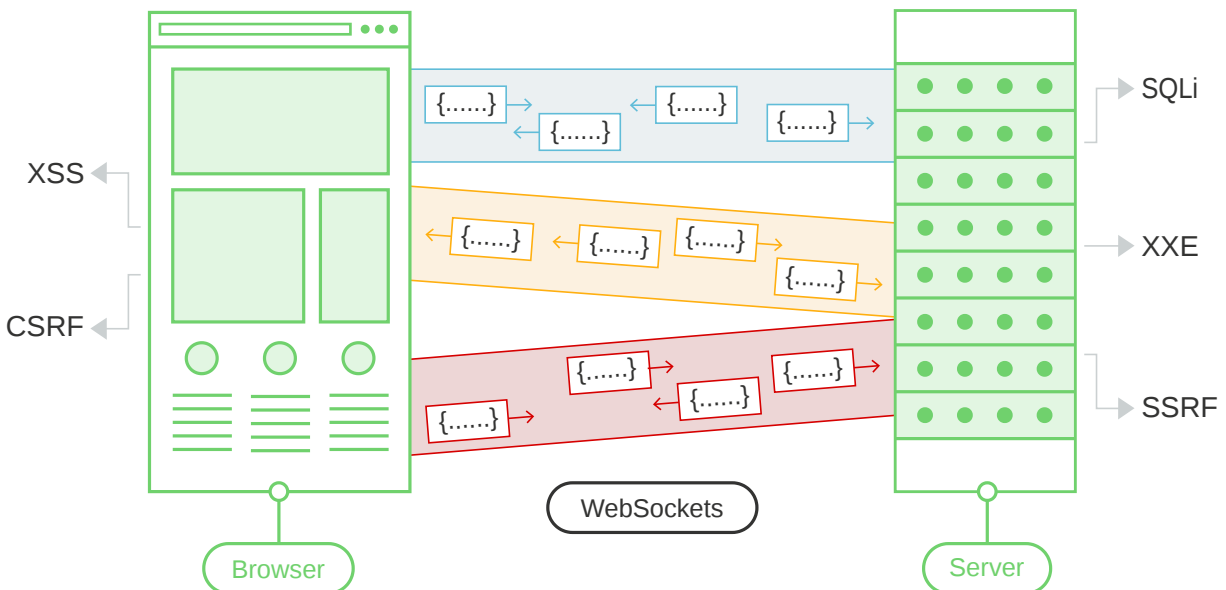 SQLi
{......}
{......}
{......}
{......}
XSS
{......}
{......}
{......}
{......}
XXE
CSRF
{......}
{......}
{......}
{......}
SSRF
WebSockets
Browser
Server